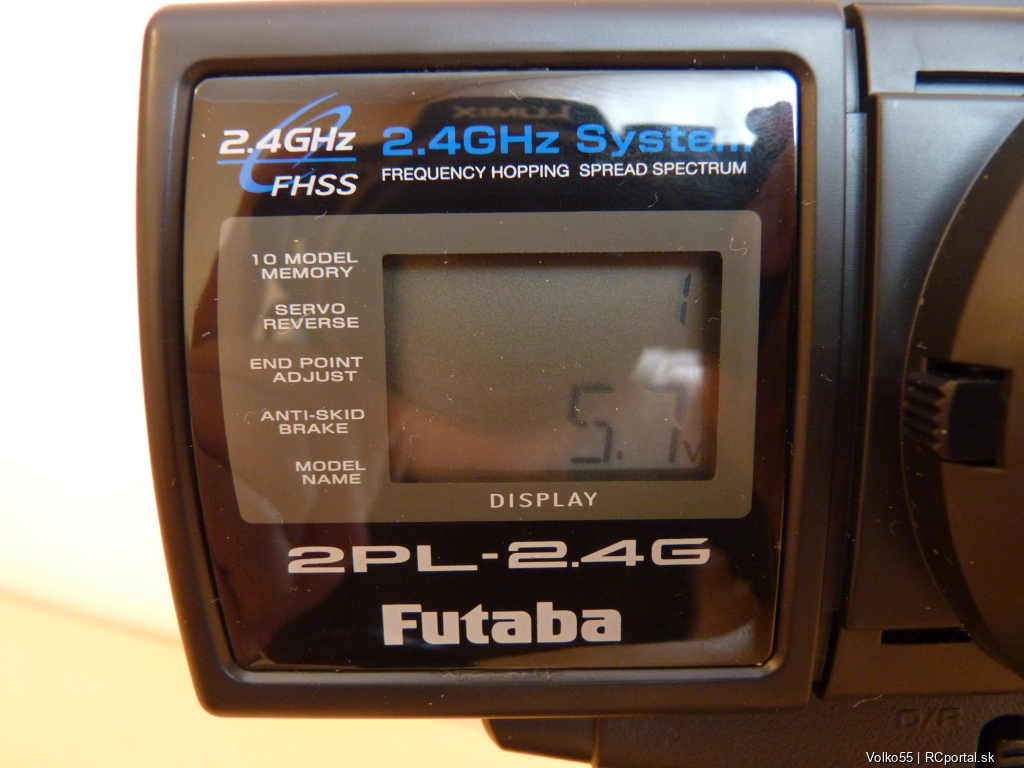 2.4GHz
FHSS
2.4GHz System
FREQUENCY HOPPING SPREAD SPECTRUM
10 MODEL
MEMORY
SERVO
REVERSE
END POINT
ADJUST
ANTI-SKID
BRAKE
MODEL
NAME
1
5.7V
DISPLAY
2PL-2.4G
Futaba
LUMIX
D/R
Volko55 | RCportal.sk